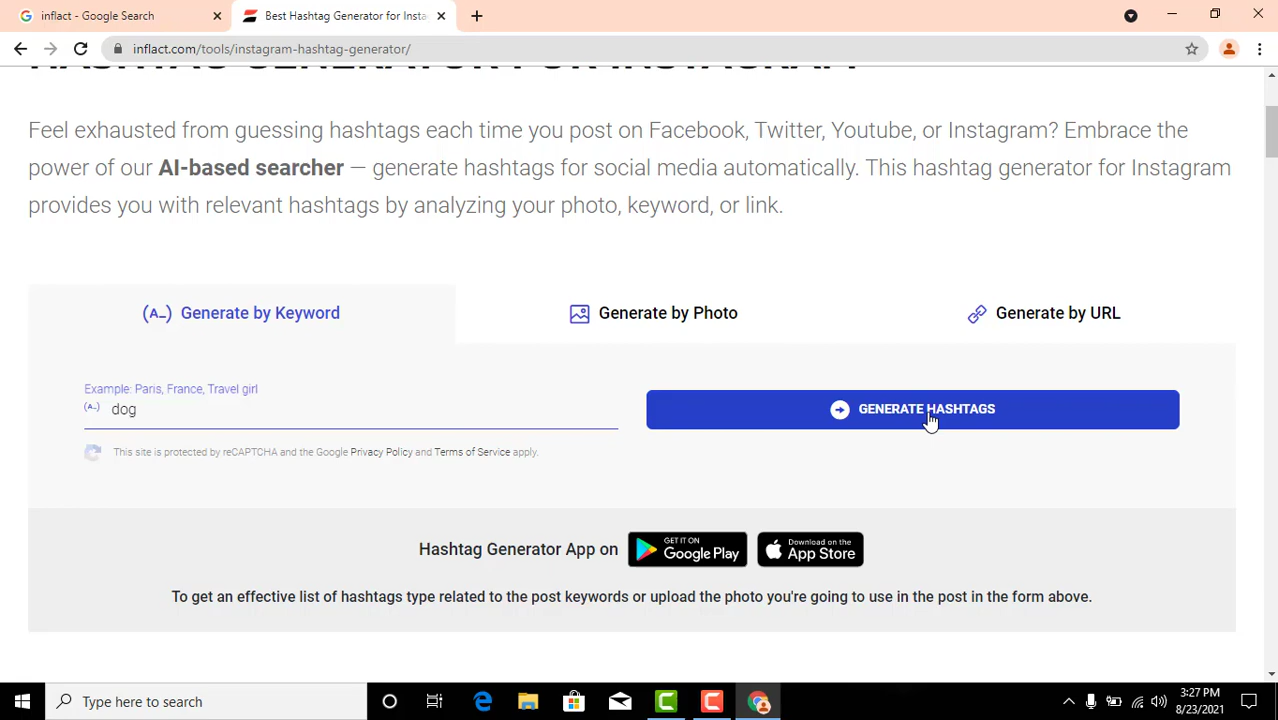 inflact - Google Search
Best Hashtag Generator for Insta
inflact.com/tools/instagram-hashtag-generator/
HASHTAG GENERATOR FOR INSTAGRAM
Feel exhausted from guessing hashtags each time you post on Facebook, Twitter, Youtube, or Instagram? Embrace the
power of our AI-based searcher — generate hashtags for social media automatically. This hashtag generator for Instagram
provides you with relevant hashtags by analyzing your photo, keyword, or link.
(A_) Generate by Keyword
Generate by Photo
Generate by URL
Example: Paris, France, Travel girl
(A_) dog
GENERATE HASHTAGS
This site is protected by reCAPTCHA and the Google Privacy Policy and Terms of Service apply.
Hashtag Generator App on
GET IT ON
Google Play
Download on the
App Store
To get an effective list of hashtags type related to the post keywords or upload the photo you're going to use in the post in the form above.
Type here to search
3:27 PM
8/23/2021